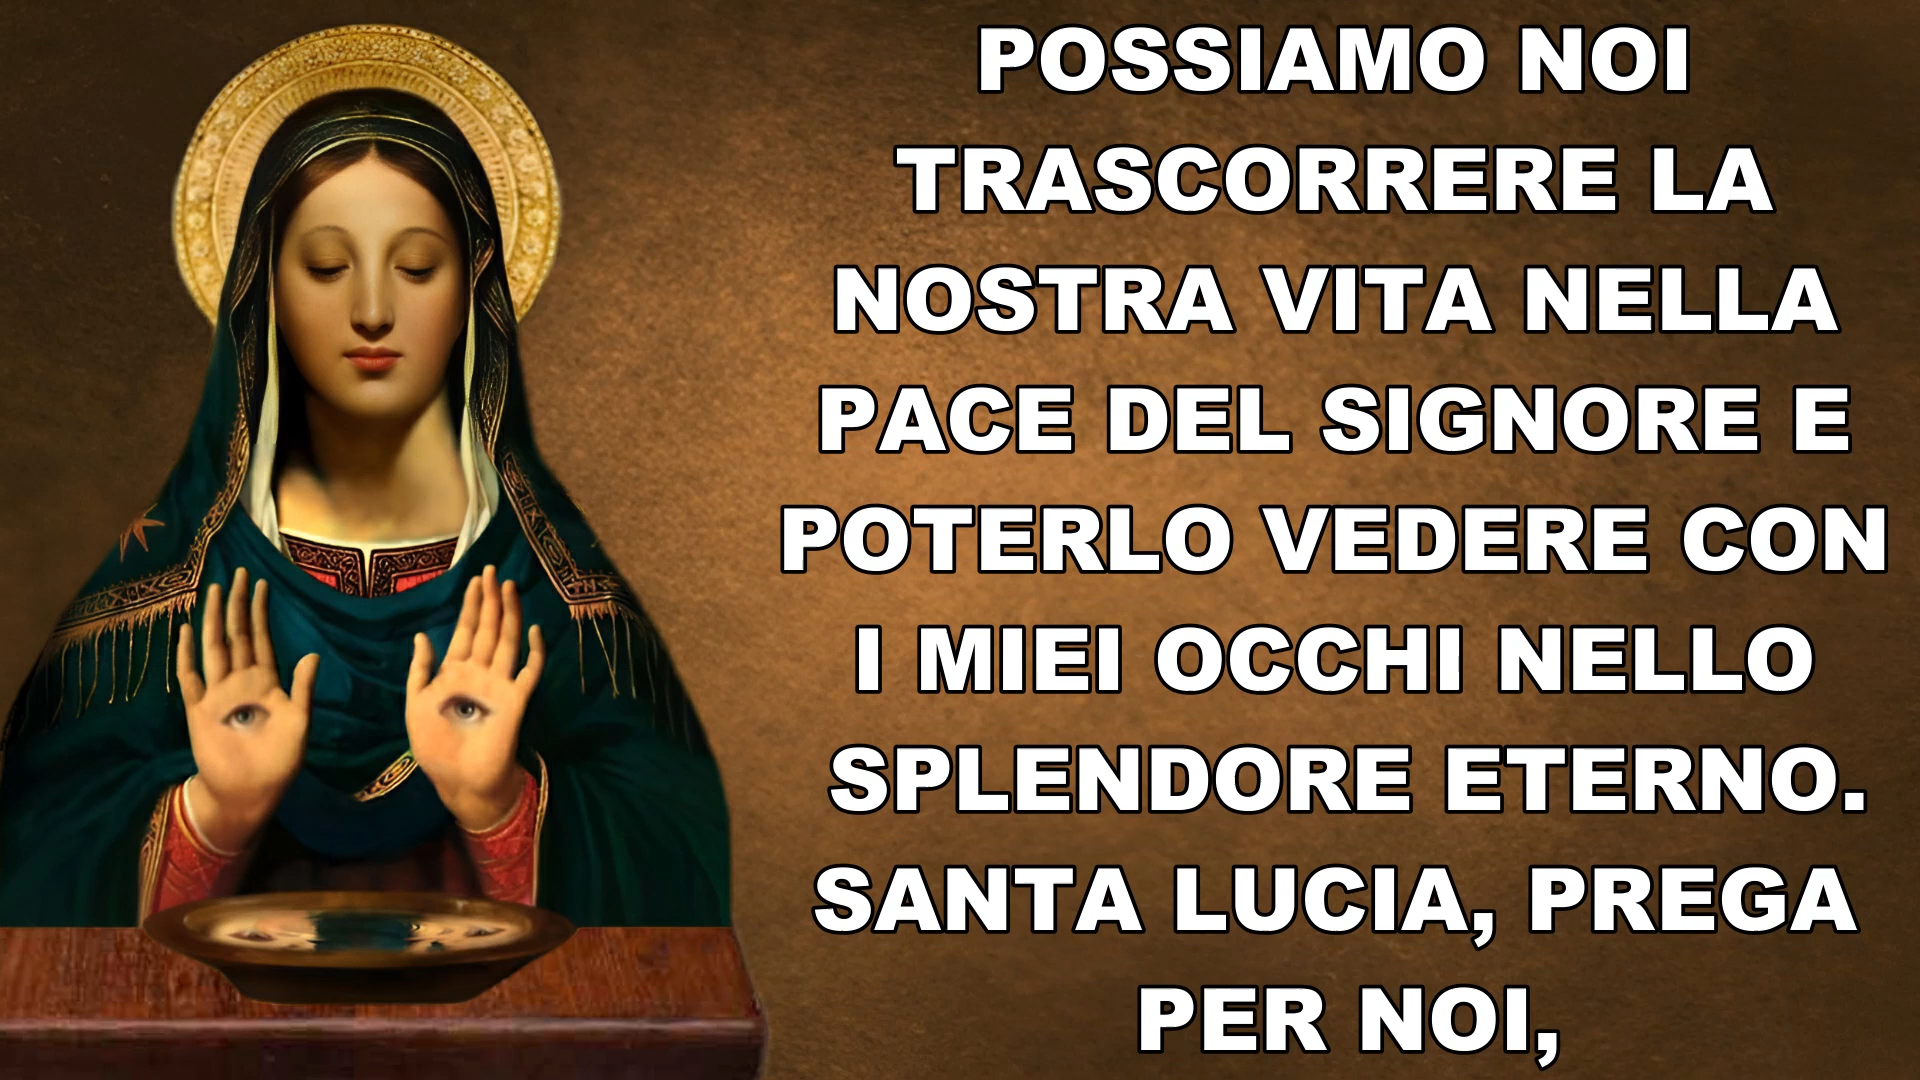 POSSIAMO NOI
TRASCORRERE LA
NOSTRA VITA NELLA
PACE DEL SIGNORE E
POTERLO VEDERE CON
I MIEI OCCHI NELLO
SPLENDORE ETERNO.
SANTA LUCIA, PREGA
PER NOI,